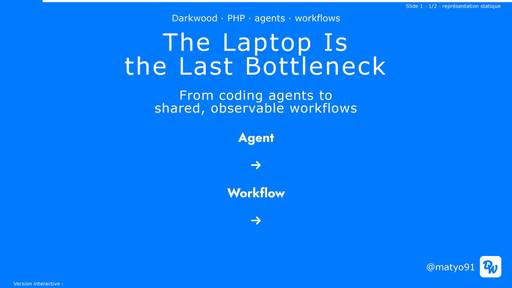 Slide 1 - 1/2 - représentation statique
Darkwood · PHP · agents · workflows
The Laptop Is
the Last Bottleneck
From coding agents to
shared, observable workflows
Agent
→
Workflow
→
@matyo91
DW
Version interactive :